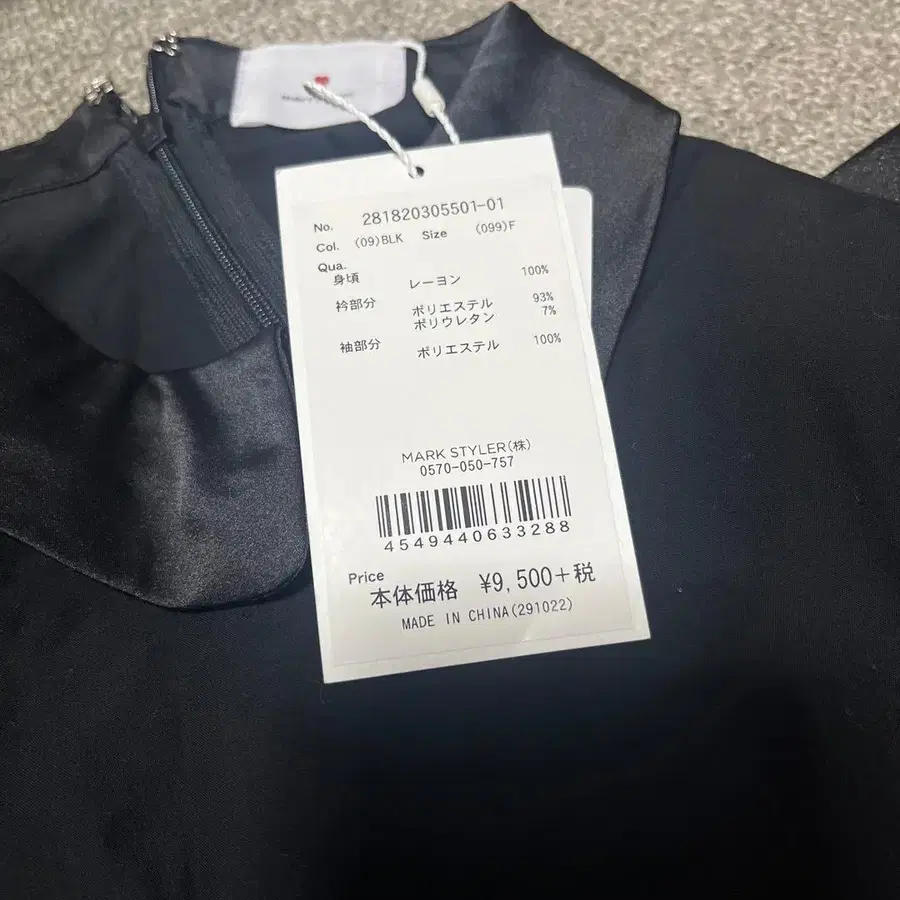 No. 281820305501-01
Col. (09)BLK Size (099)F
Qua.
身頃 レーヨン 100%
衿部分 ポリエステル 93%
ポリウレタン 7%
袖部分 ポリエステル 100%
MARK STYLER(株)
0570-050-757
4549440633288
Price
本体価格 ¥9,500+税
MADE IN CHINA(291022)